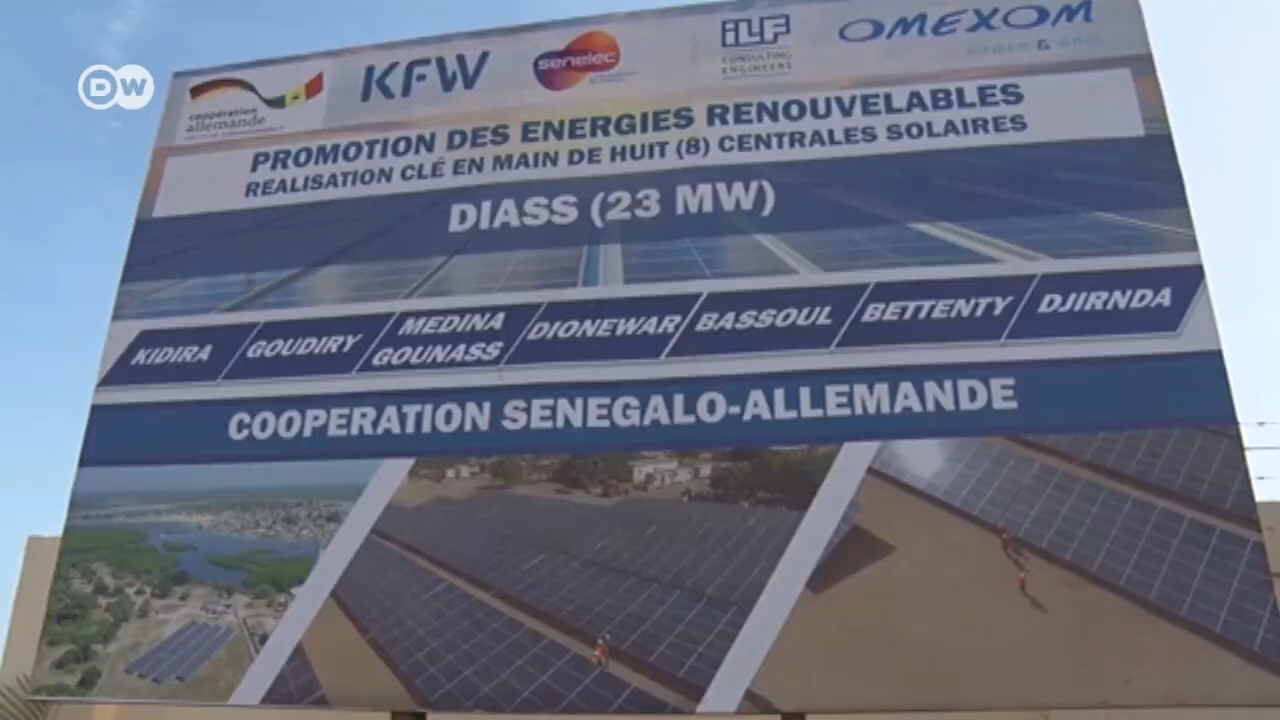 DW
coopération
allemande
KFW
senelec
iLF
CONSULTING
ENGINEERS
OMEXOM
PROMOTION DES ENERGIES RENOUVELABLES
REALISATION CLÉ EN MAIN DE HUIT (8) CENTRALES SOLAIRES
DIASS (23 MW)
KIDIRA
GOUDIRY
MEDINA
GOUNASS
DIONEWAR
BASSOUL
BETTENTY
DJIRNDA
COOPERATION SENEGALO-ALLEMANDE